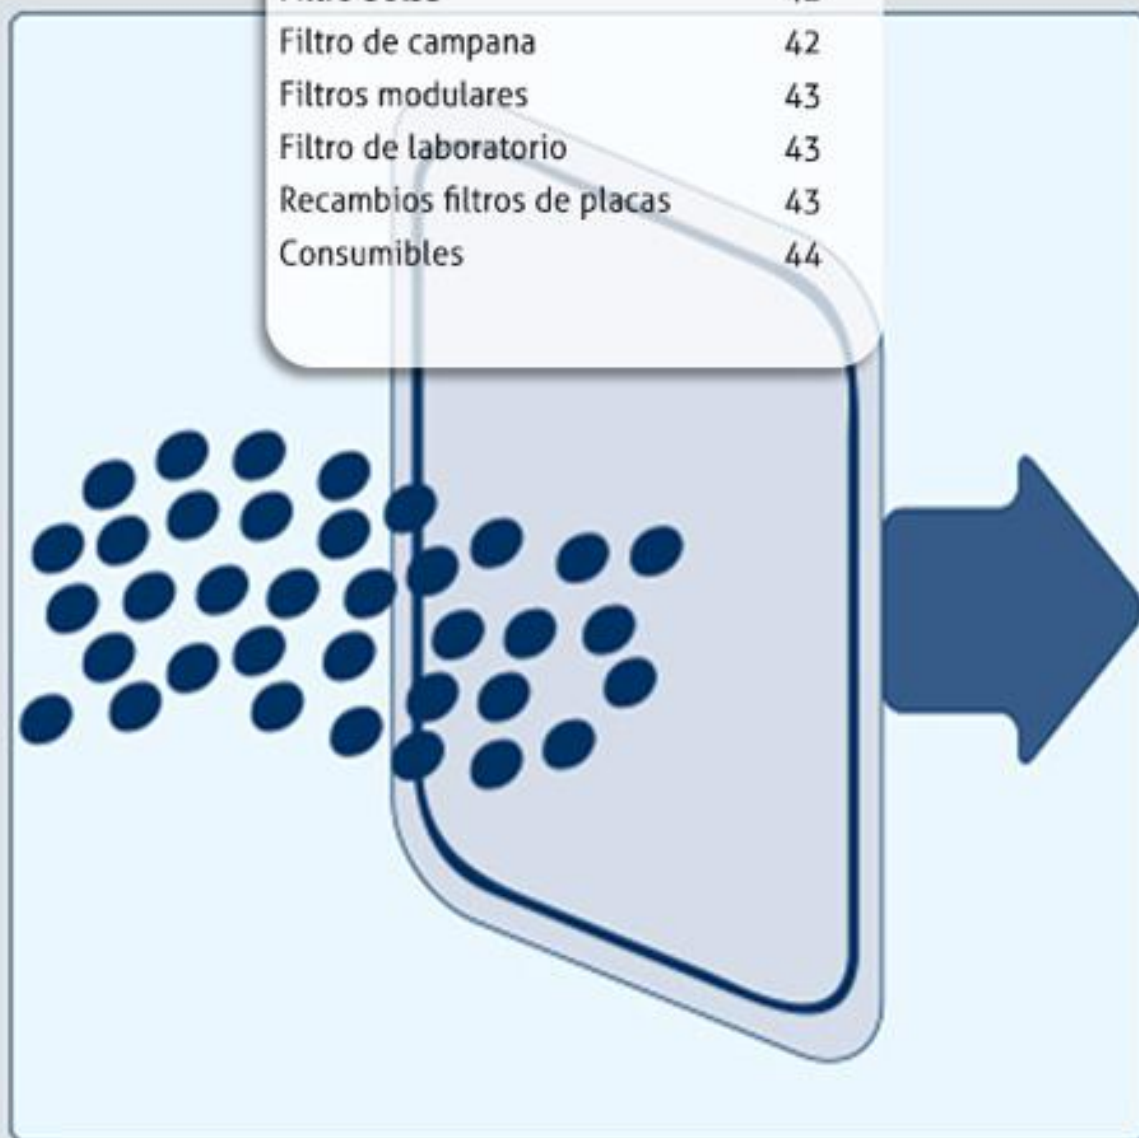 Filtro de campana 42
Filtros modulares 43
Filtro de laboratorio 43
Recambios filtros de placas 43
Consumibles 44